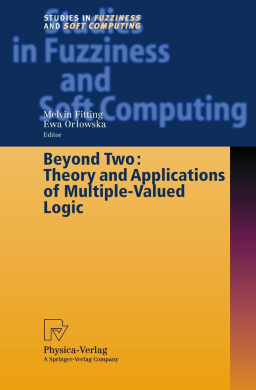 STUDIES IN FUZZINESS
AND SOFT COMPUTING
Studies
in Fuzziness
and
Soft Computing
Melvin Fitting
Ewa Orłowska
Editor
Beyond Two:
Theory and Applications
of Multiple-Valued
Logic
Physica-Verlag
A Springer-Verlag Company